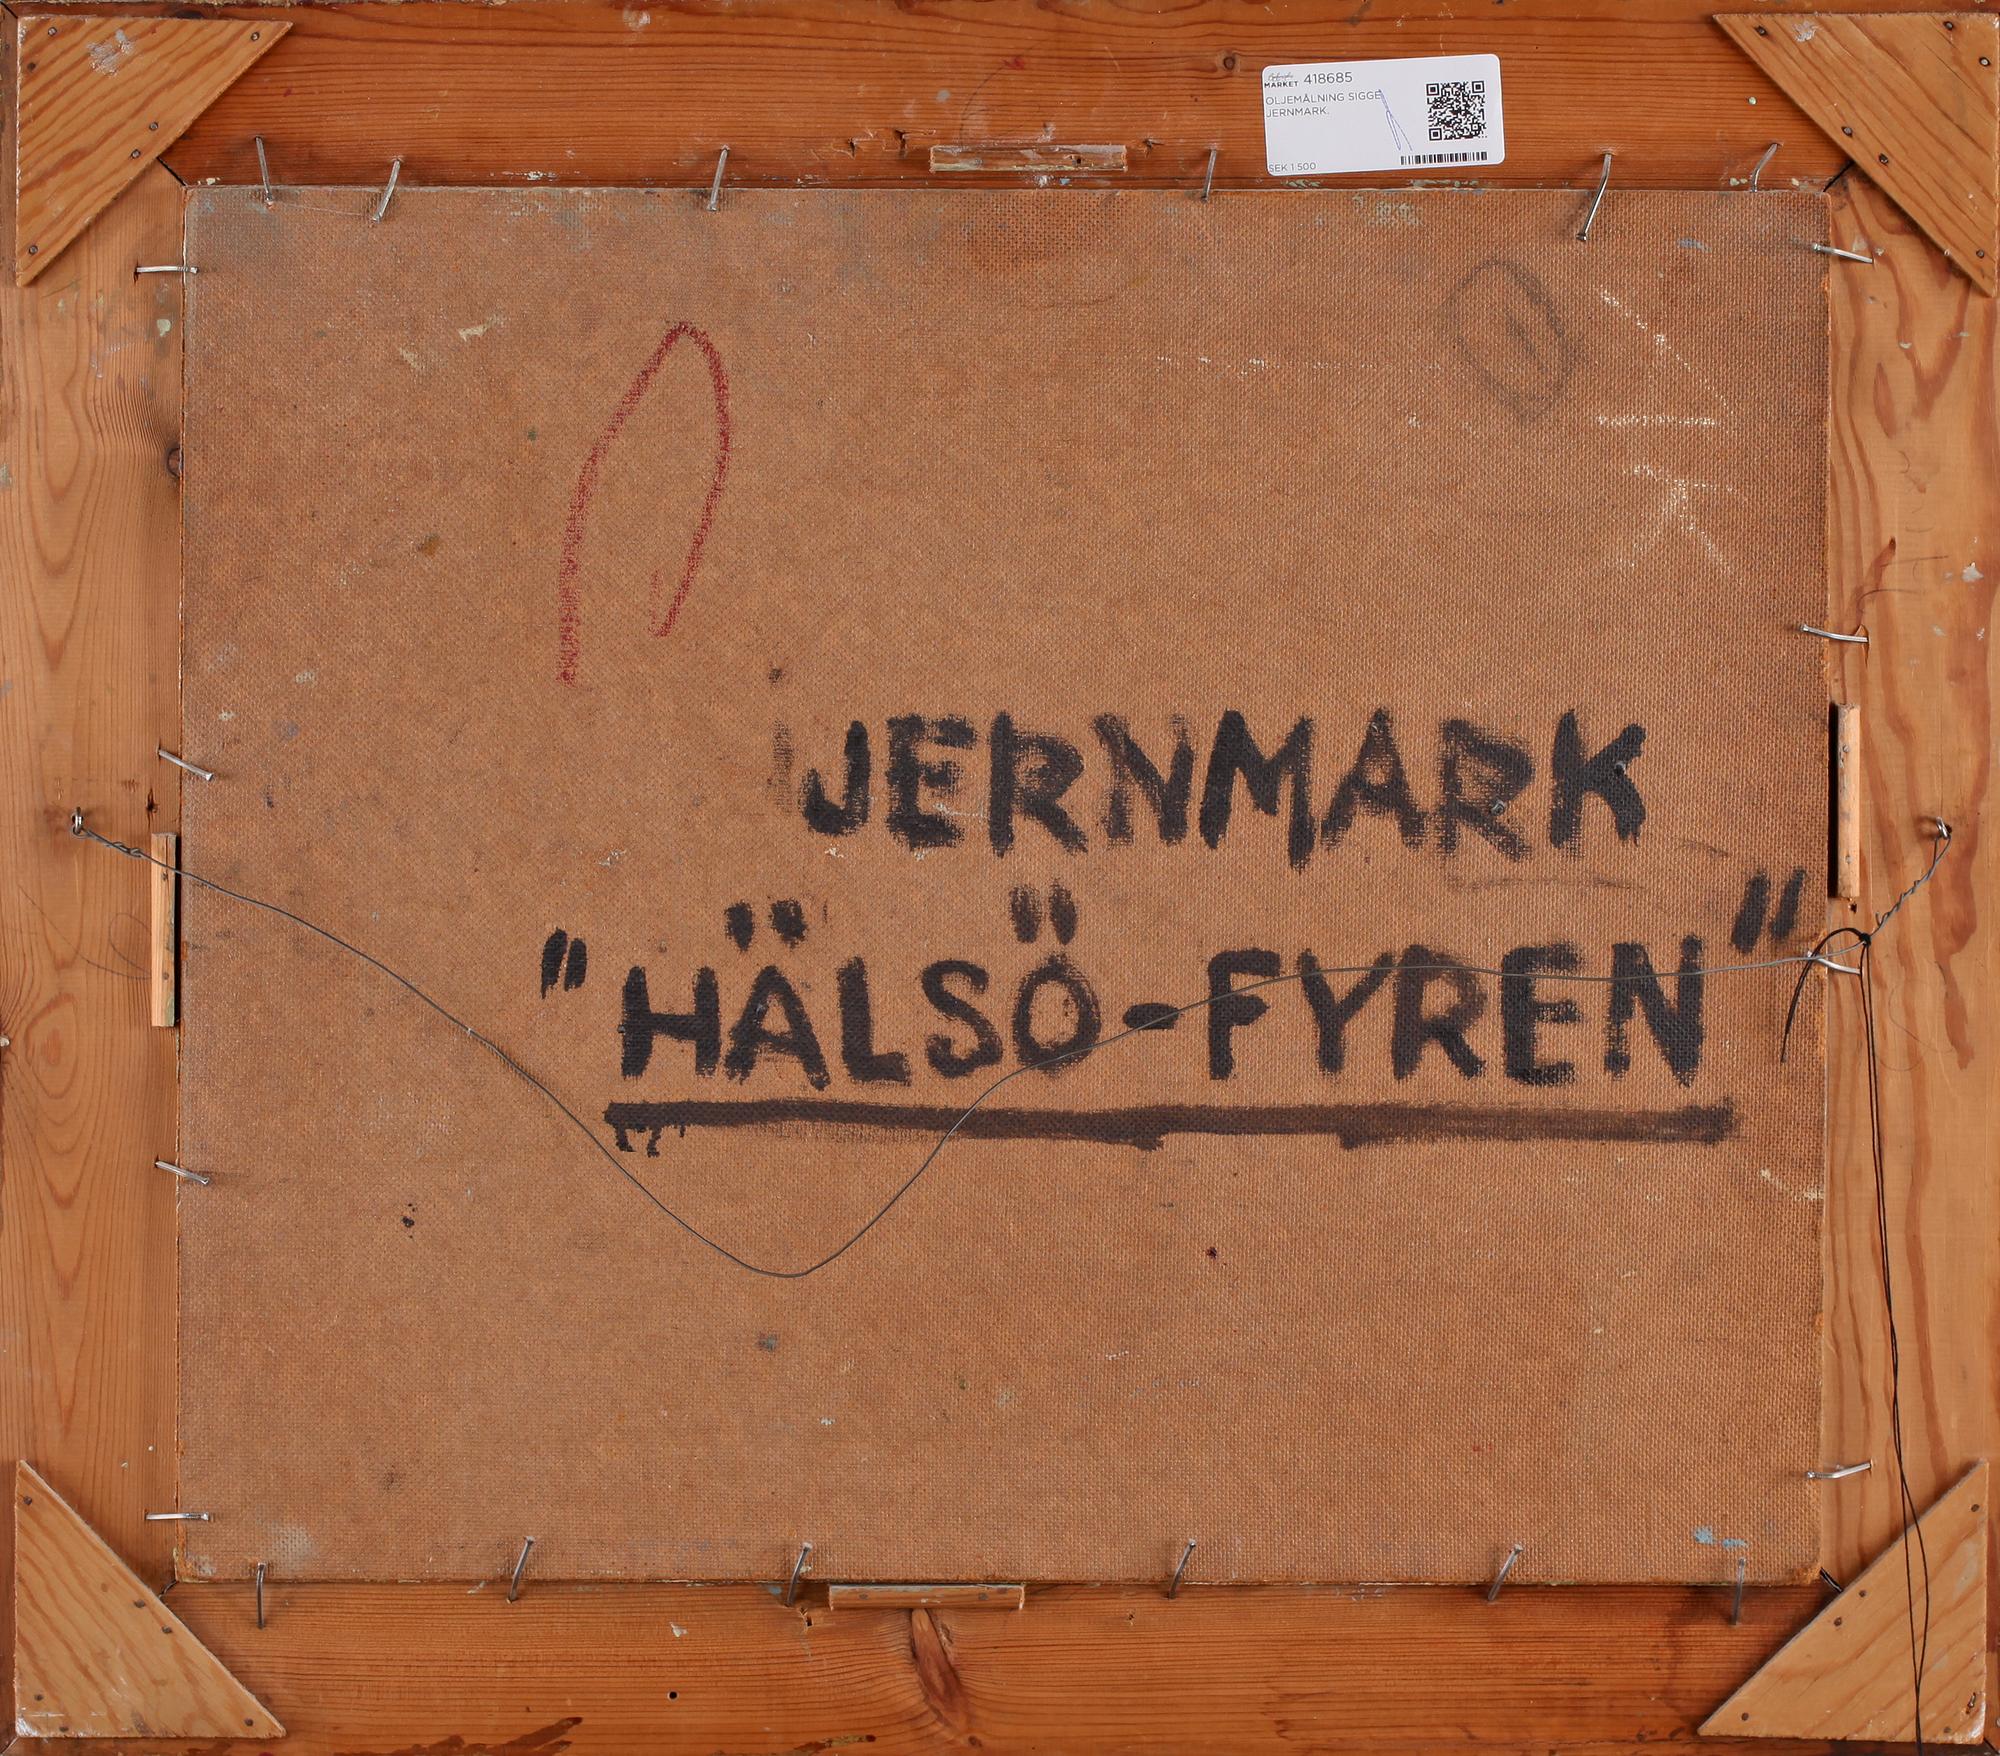 MARKET 418685
OLJEMÅLNING SIGGE
JERNMARK.
SEK 1 500
JERNMARK
"HÄLSÖ-FYREN"